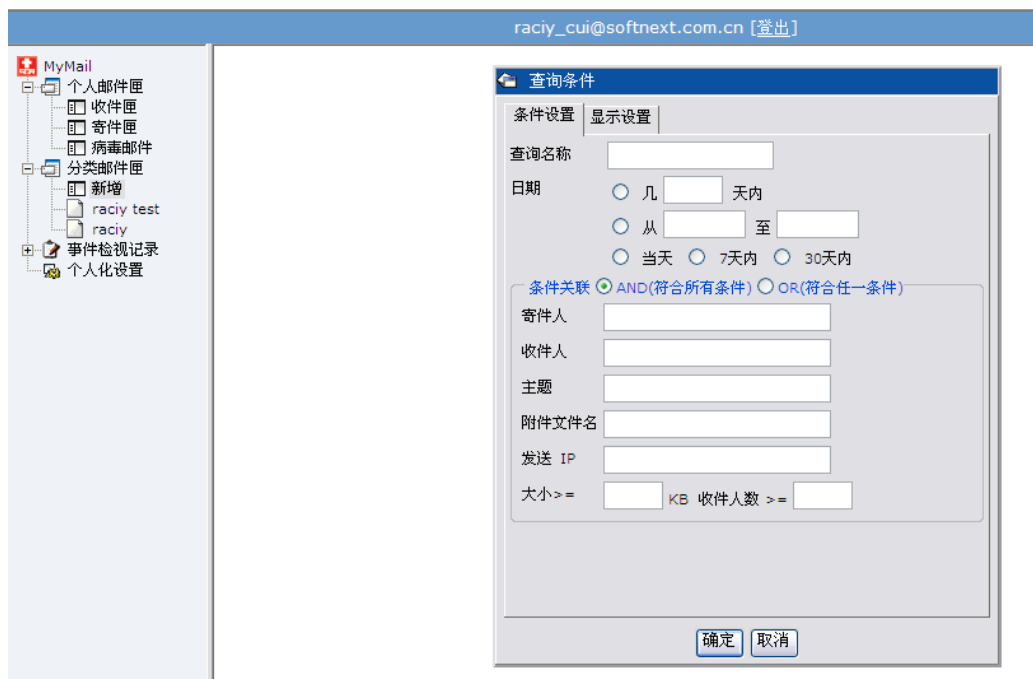 raciy_cui@softnext.com.cn [登出]
MyMail
个人邮件匣
收件匣
寄件匣
病毒邮件
分类邮件匣
新增
raciy test
raciy
事件检视记录
个人化设置
查询条件
条件设置 显示设置
查询名称
日期
几 天内
从 至
当天 7天内 30天内
条件关联 AND(符合所有条件) OR(符合任一条件)
寄件人
收件人
主题
附件文件名
发送 IP
大小>= KB 收件人数 >=
确定 取消